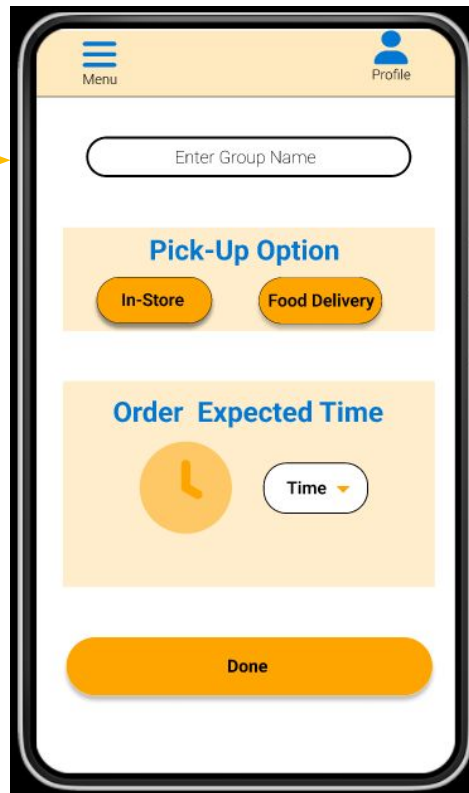 Menu Profile
Enter Group Name
Pick-Up Option
In-Store Food Delivery
Order Expected Time
Time
Done